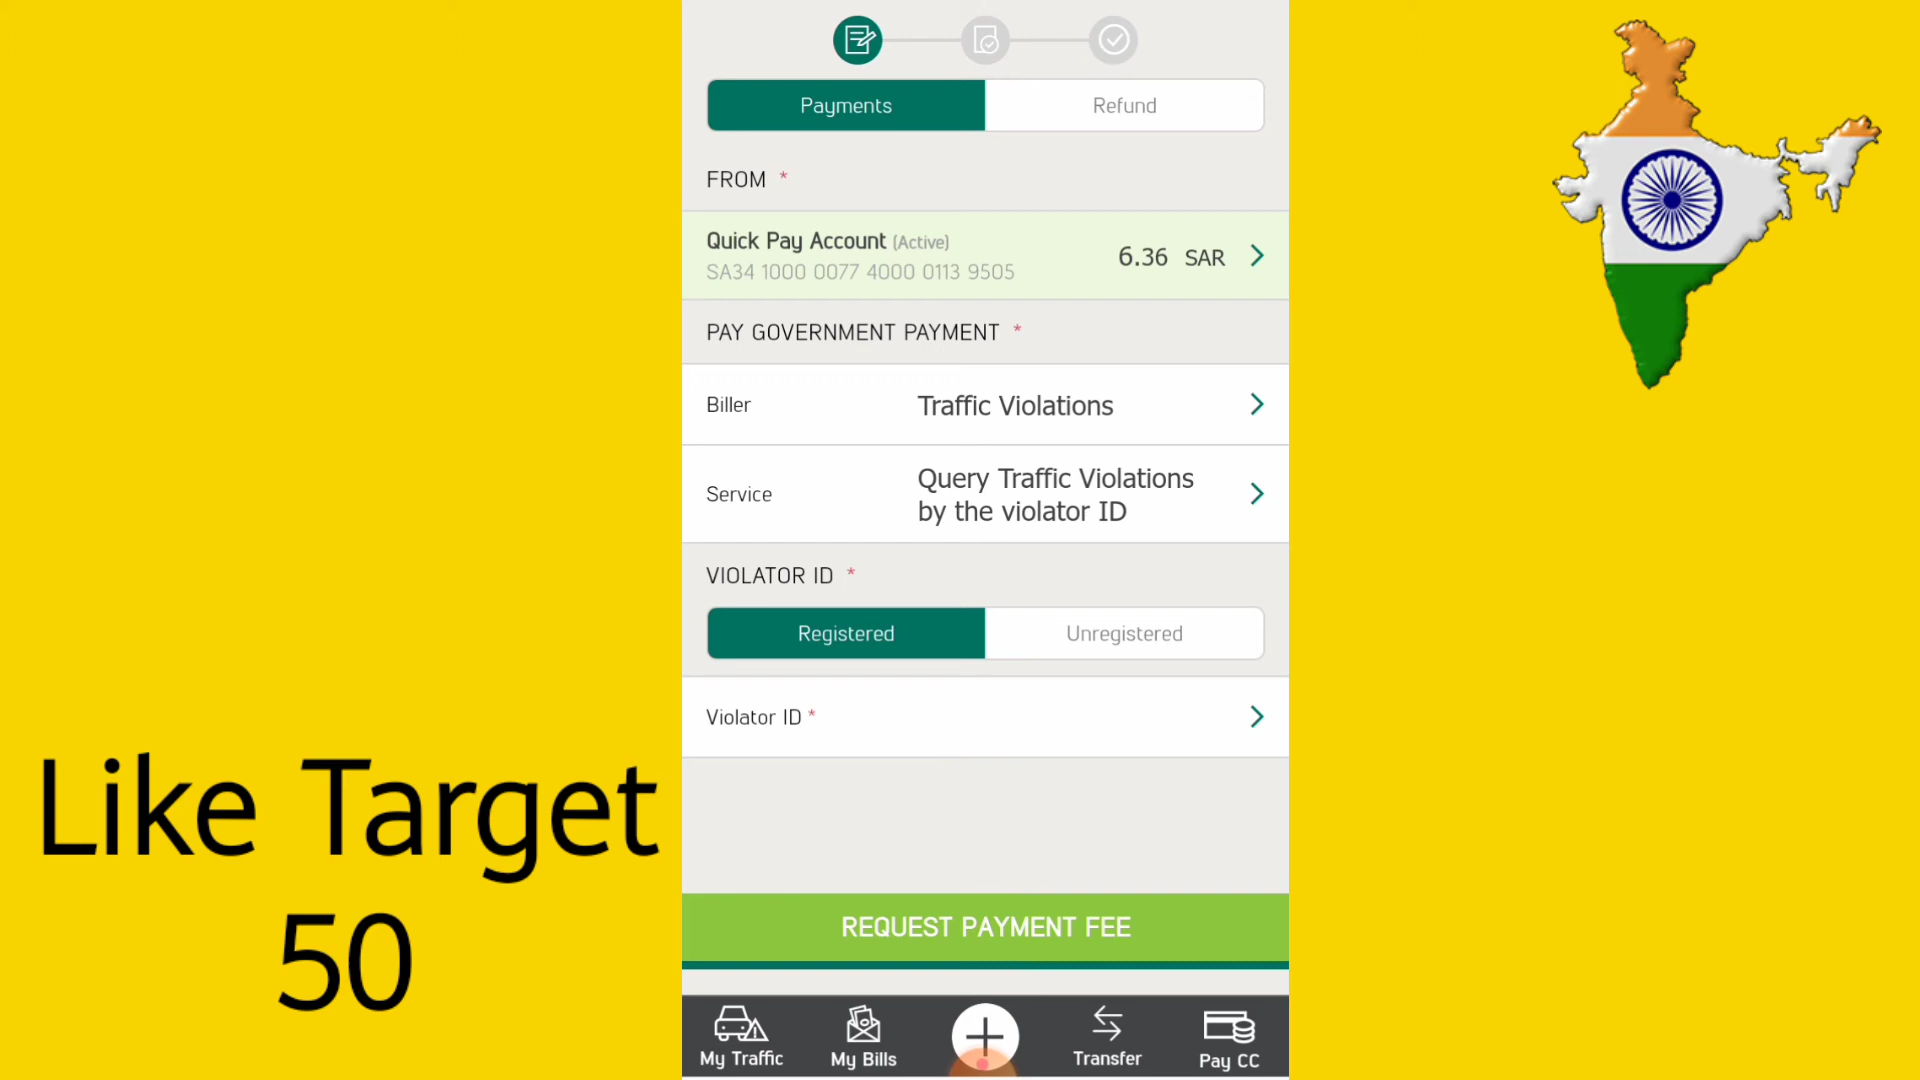 Payments
Refund
FROM *
Quick Pay Account (Active)
SA34 1000 0077 4000 0113 9505
6.36 SAR
PAY GOVERNMENT PAYMENT *
Biller
Traffic Violations
Service
Query Traffic Violations
by the violator ID
VIOLATOR ID *
Registered
Unregistered
Violator ID *
REQUEST PAYMENT FEE
My Traffic
My Bills
Transfer
Pay CC
Like Target
50